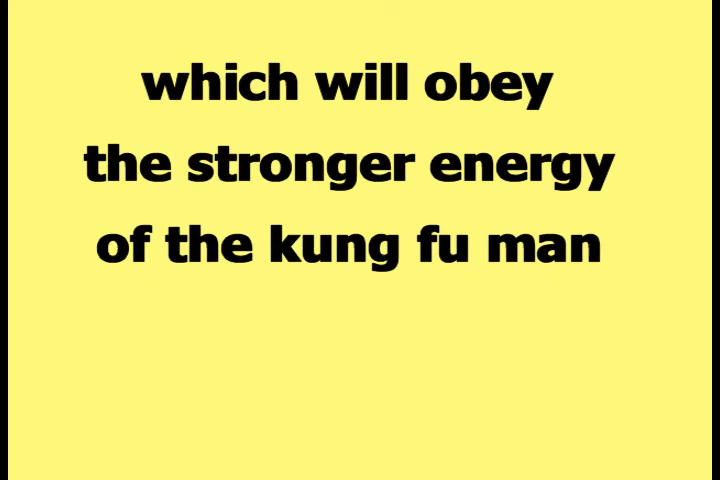 which will obey
the stronger energy
of the kung fu man